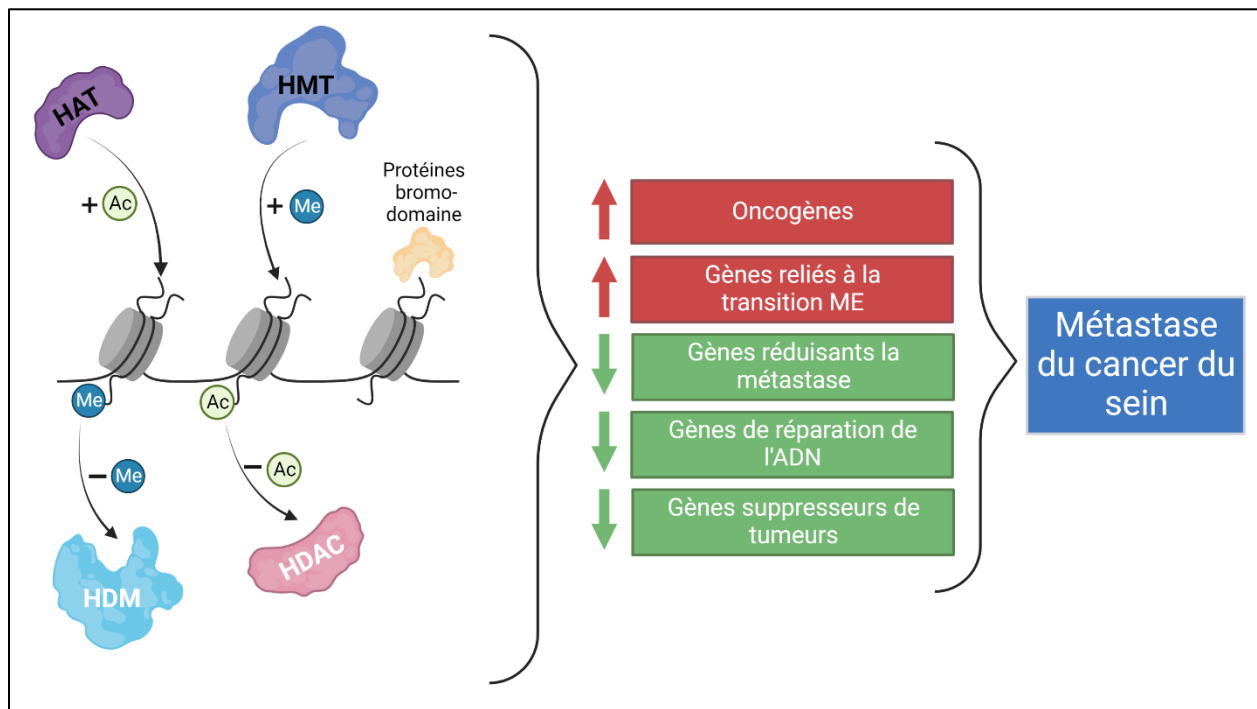 HAT
HMT
+ Ac
+ Me
Protéines
bromo-
domaine
Me
Ac
− Me
− Ac
HDM
HDAC
Oncogènes
Gènes reliés à la
transition ME
Gènes réduisants la
métastase
Gènes de réparation de
l'ADN
Gènes suppresseurs de
tumeurs
Métastase
du cancer du
sein